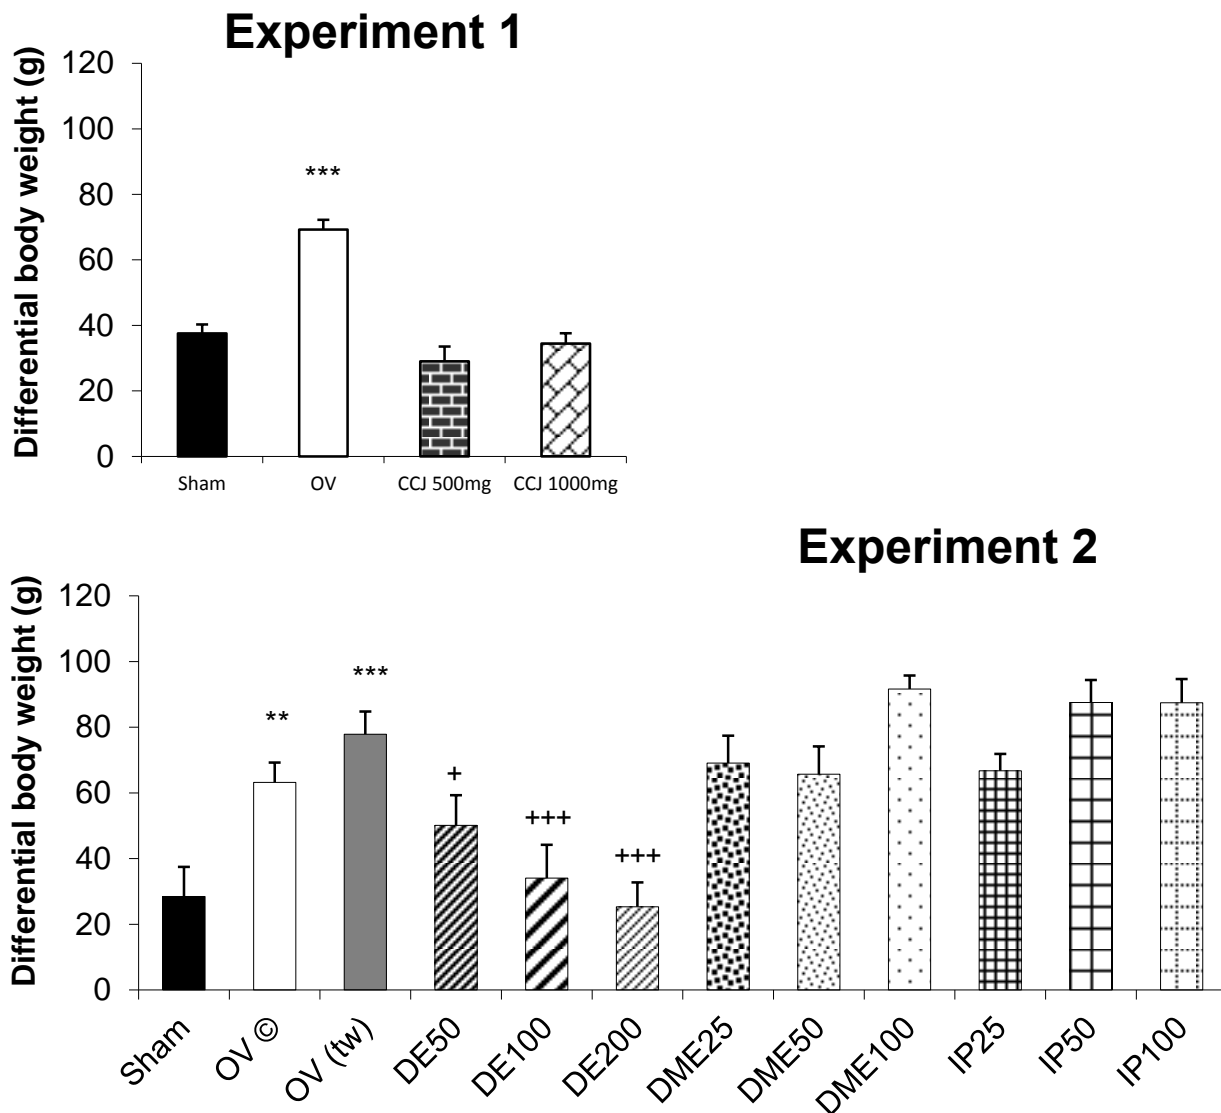 Experiment 1
Differential body weight (g)
120
100
80
60
40
20
0
***
Sham OV CCJ 500mg CCJ 1000mg
Experiment 2
Differential body weight (g)
120
100
80
60
40
20
0
**
***
+
+++
+++
Sham
OV ©
OV (tw)
DE50
DE100
DE200
DME25
DME50
DME100
IP25
IP50
IP100